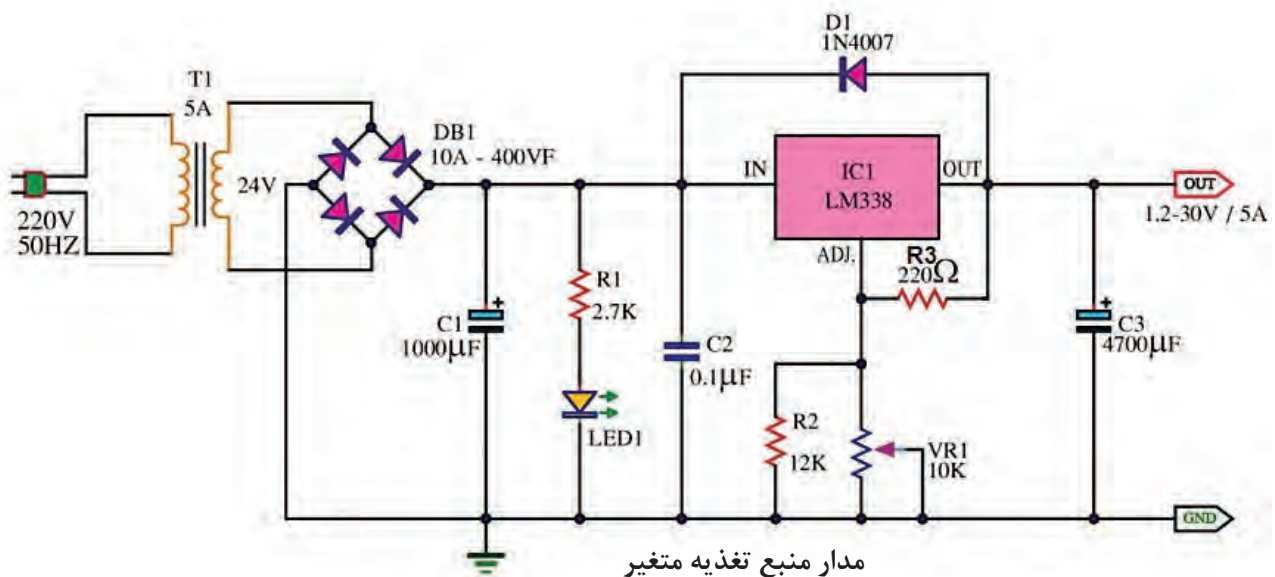 D1
1N4007
T1
5A
DB1
10A - 400VF
24V
220V
50HZ
IN
IC1
LM338
OUT
ADJ.
OUT
1.2-30V / 5A
R3
220Ω
R1
2.7K
C1
1000µF
+
C2
0.1µF
+
C3
4700µF
LED1
R2
12K
VR1
10K
GND
مدار منبع تغذیه متغیر